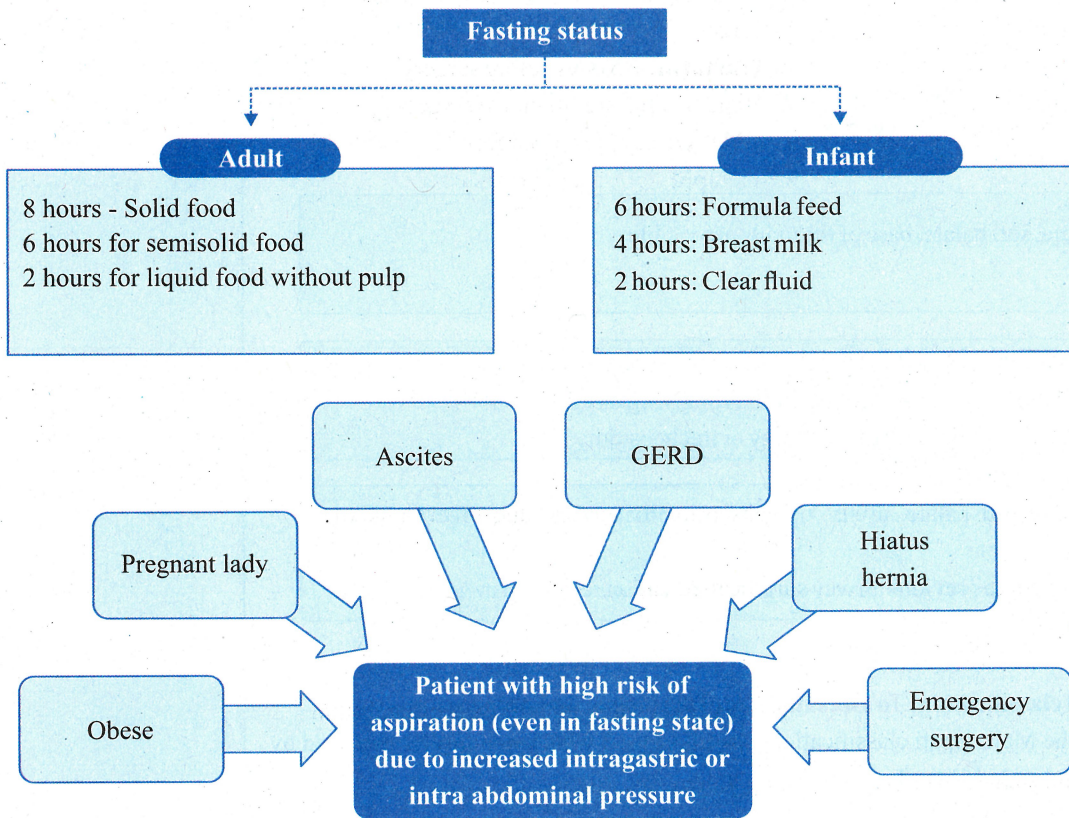 Fasting status
Adult
8 hours - Solid food
6 hours for semisolid food
2 hours for liquid food without pulp
Infant
6 hours: Formula feed
4 hours: Breast milk
2 hours: Clear fluid
Ascites
GERD
Pregnant lady
Hiatus
hernia
Obese
Patient with high risk of
aspiration (even in fasting state)
due to increased intragastric or
intra abdominal pressure
Emergency
surgery